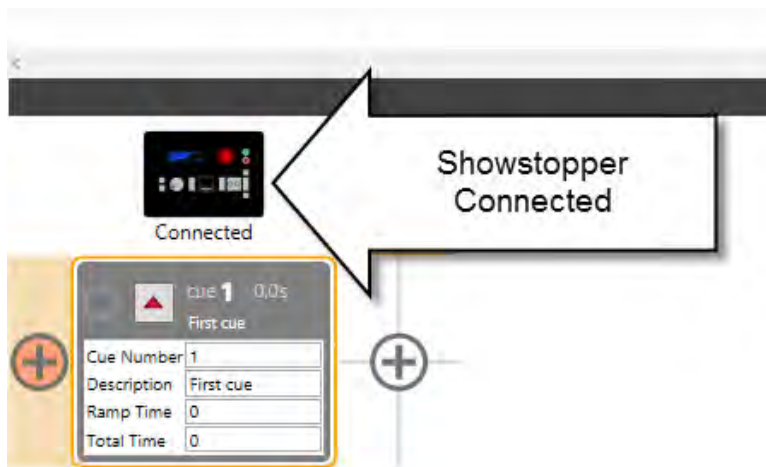 <
Showstopper
Connected
Connected
cue 1 0,0s
First cue
Cue Number 1
Description First cue
Ramp Time 0
Total Time 0